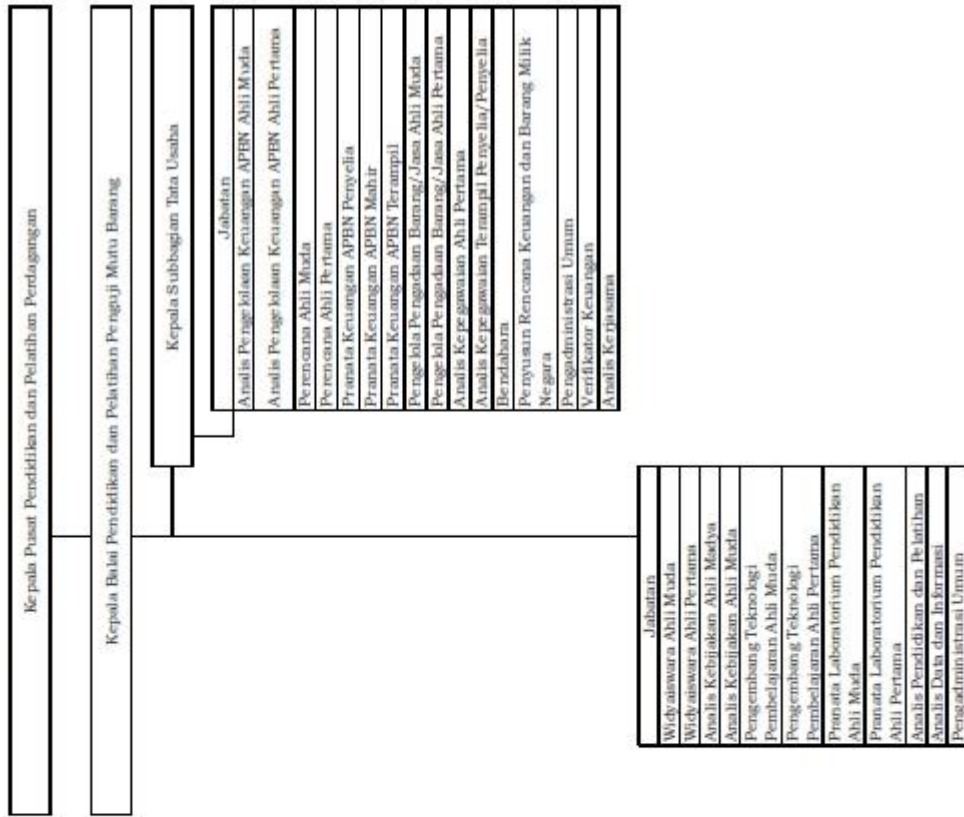 Kepala Pusat Pendidikan dan Pelatihan Perdagangan
Kepala Balai Pendidikan dan Pelatihan Penguji Mutu Barang
Kepala Subbagian Tata Usaha
Jabatan
Analis Pengelolaan Keuangan APBN Ahli Muda
Analis Pengelolaan Keuangan APBN Ahli Pertama
Perencana Ahli Muda
Perencana Ahli Pertama
Pranata Keuangan APBN Penyelia
Pranata Keuangan APBN Mahir
Pranata Keuangan APBN Terampil
Pengelola Pengadaan Barang/Jasa Ahli Muda
Pengelola Pengadaan Barang/Jasa Ahli Pertama
Analis Kepegawaian Ahli Pertama
Analis Kepegawaian Terampil Penyelia/Penyelia
Bendahara
Penyusun Rencana Keuangan dan Barang Milik
Negara
Pengadministrasi Umum
Verifikator Keuangan
Analis Kerjasama
Jabatan
Widyaiswara Ahli Muda
Widyaiswara Ahli Pertama
Analis Kebijakan Ahli Madya
Analis Kebijakan Ahli Muda
Pengembang Teknologi
Pembelajaran Ahli Muda
Pengembang Teknologi
Pembelajaran Ahli Pertama
Pranata Laboratorium Pendidikan
Ahli Muda
Pranata Laboratorium Pendidikan
Ahli Pertama
Analis Pendidikan dan Pelatihan
Analis Data dan Informasi
Pengadministrasi Umum